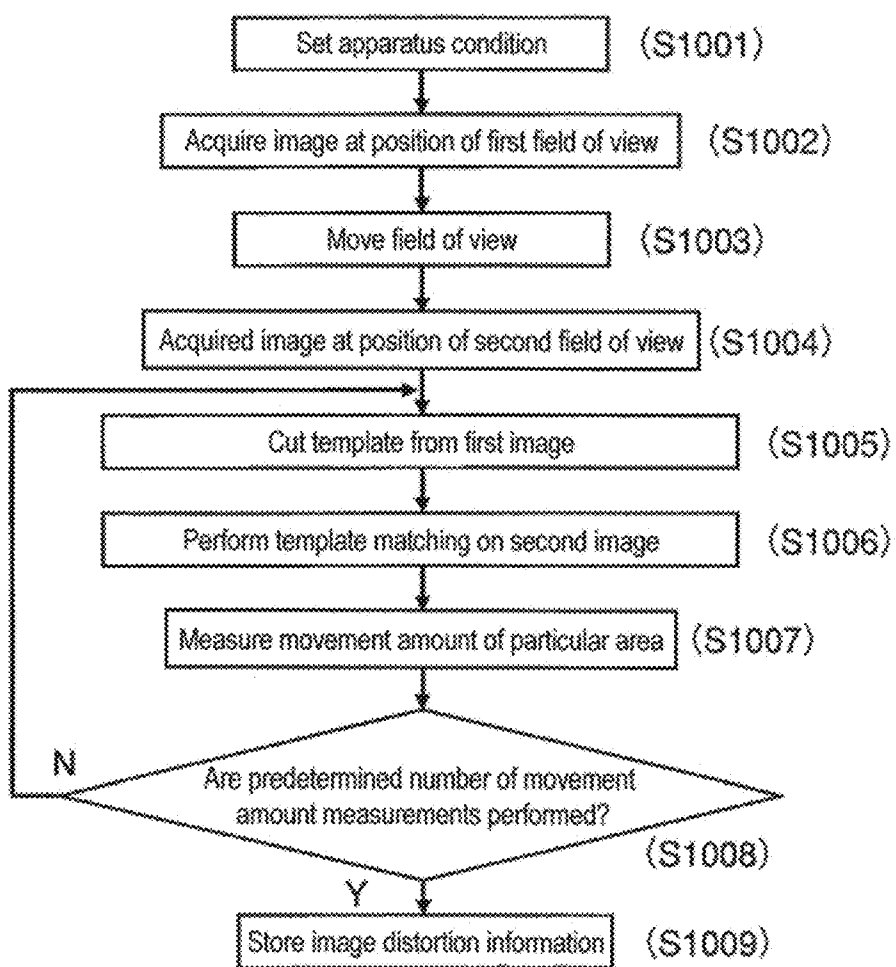 Set apparatus condition (S1001)
Acquire image at position of first field of view (S1002)
Move field of view (S1003)
Acquired image at position of second field of view (S1004)
Cut template from first image (S1005)
Perform template matching on second image (S1006)
Measure movement amount of particular area (S1007)
N
Are predetermined number of movement
amount measurements performed?
(S1008)
Y
Store image distortion information (S1009)